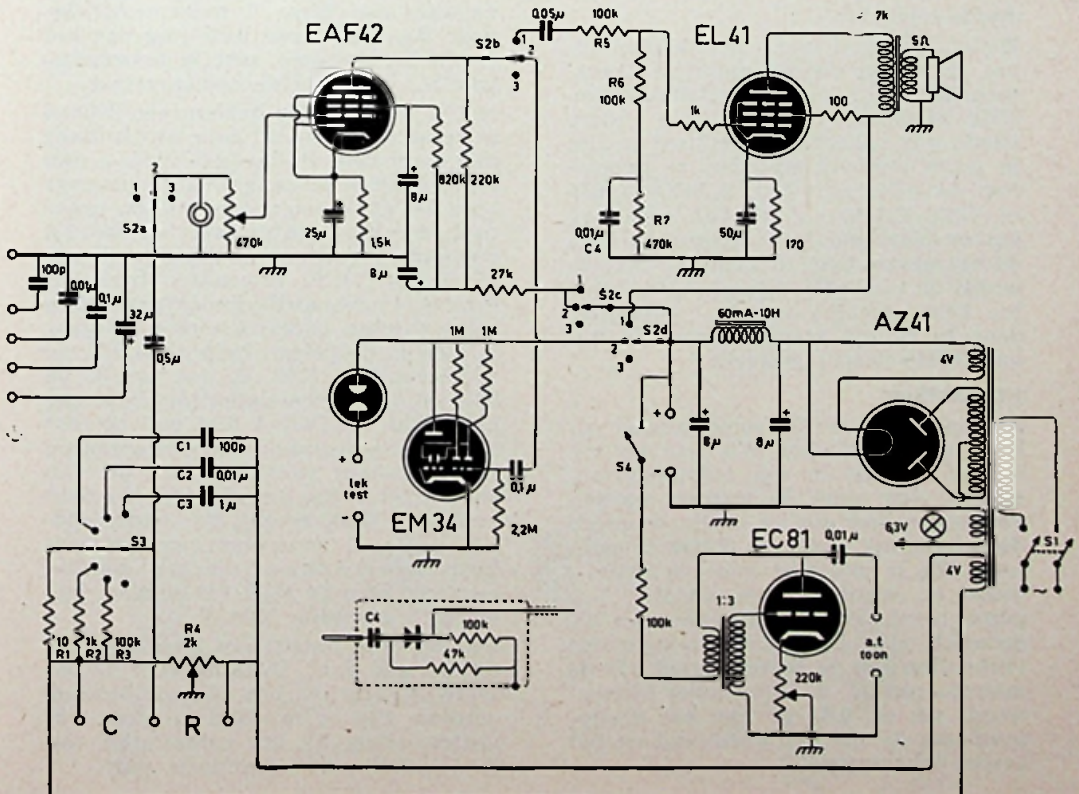 EAF42
S2b
1
2
3
0,05µ
100k
R5
R6
100k
EL41
7k
5Ω
1k
100
2
1
3
S2a
470k
25µ
1,5k
8µ
820k
220k
8µ
27k
0,01µ
C4
R7
470k
50µ
170
100p
0,01µ
0,1µ
32µ
0,5µ
1
2
3
S2c
1
2
3
S2d
60mA-10H
AZ41
4V
1M
1M
+
lek
test
-
EM34
0,1µ
2,2M
S4
+
-
8µ
8µ
6,3V
4V
S1
~
C1
100p
C2
0,01µ
C3
1µ
S3
10
R1
1k
R2
100k
R3
R4
2k
C
R
C4
100k
47k
EC81
0,01µ
100k
1:3
220k
a.t
toon